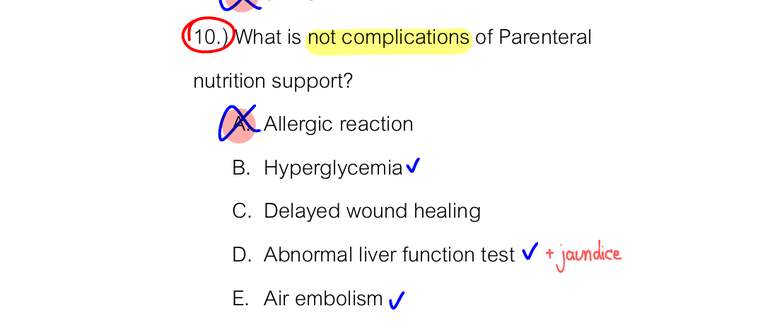 10.) What is not complications of Parenteral
nutrition support?
A. Allergic reaction
B. Hyperglycemia
C. Delayed wound healing
D. Abnormal liver function test + jaundice
E. Air embolism